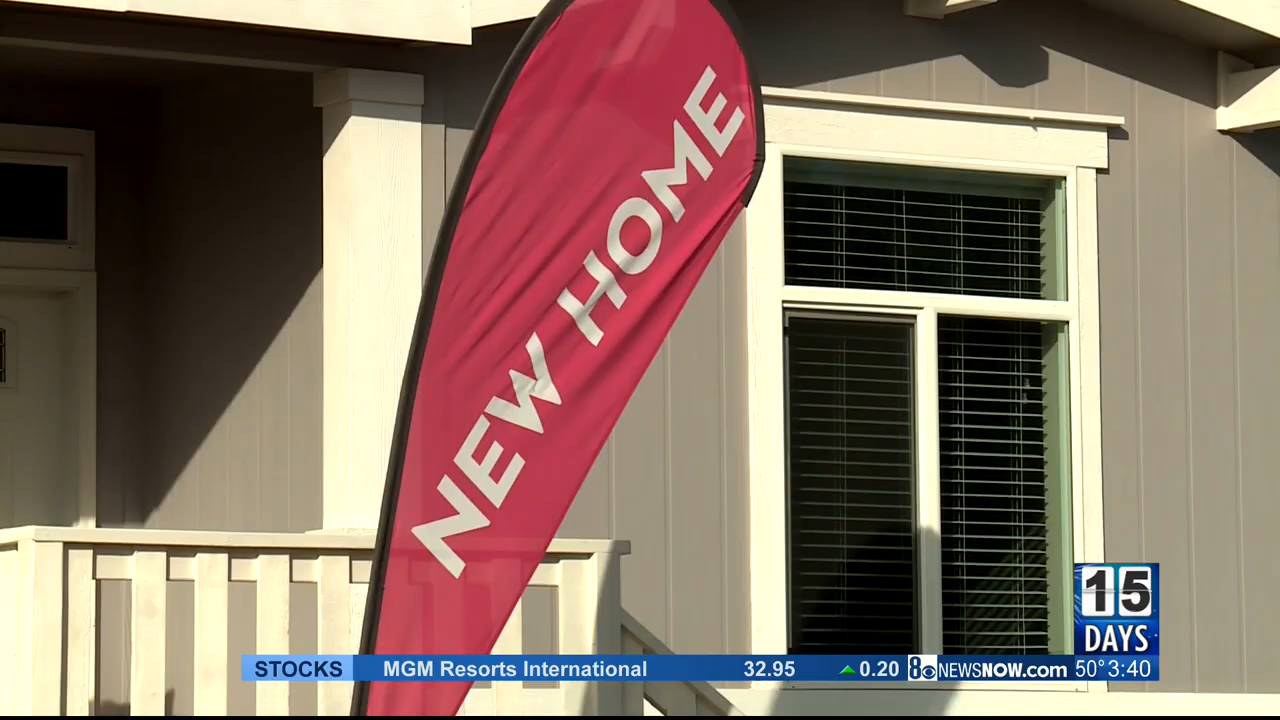 NEW HOME
15
DAYS
STOCKS MGM Resorts International 32.95 ▲0.20 8 NEWSNOW.com 50° 3:40